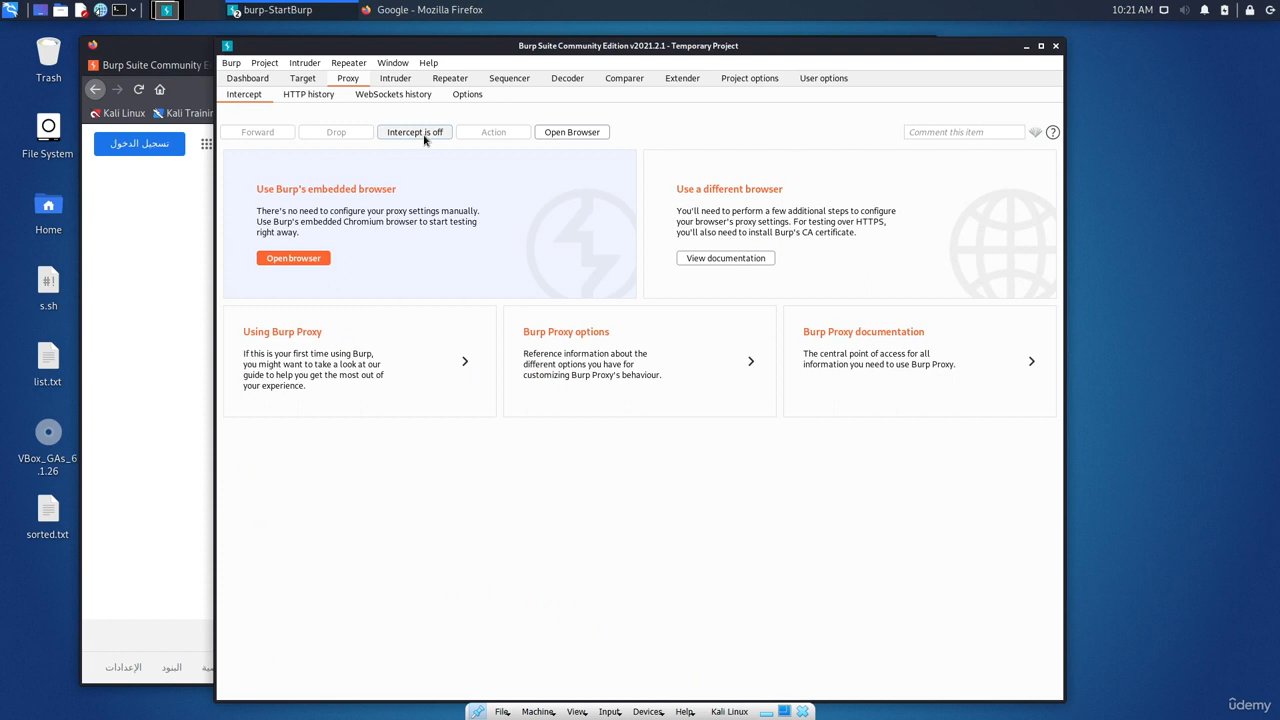 burp-StartBurp
Google - Mozilla Firefox
10:21 AM
Trash
File System
Home
s.sh
list.txt
VBox_GAs_6
.1.26
sorted.txt
Burp Suite Community E
Kali Linux
Kali Trainin
تسجيل الدخول
الإعدادات
البنود
Burp Suite Community Edition v2021.2.1 - Temporary Project
Burp Project Intruder Repeater Window Help
Dashboard Target Proxy Intruder Repeater Sequencer Decoder Comparer Extender Project options User options
Intercept HTTP history WebSockets history Options
Forward Drop Intercept is off Action Open Browser Comment this item ?
Use Burp's embedded browser
There's no need to configure your proxy settings manually.
Use Burp's embedded Chromium browser to start testing
right away.
Open browser
Use a different browser
You'll need to perform a few additional steps to configure
your browser's proxy settings. For testing over HTTPS,
you'll also need to install Burp's CA certificate.
View documentation
Using Burp Proxy
If this is your first time using Burp,
you might want to take a look at our
guide to help you get the most out of
your experience.
Burp Proxy options
Reference information about the
different options you have for
customizing Burp Proxy's behaviour.
Burp Proxy documentation
The central point of access for all
information you need to use Burp Proxy.
File Machine View Input Devices Help Kali Linux
ûdemy